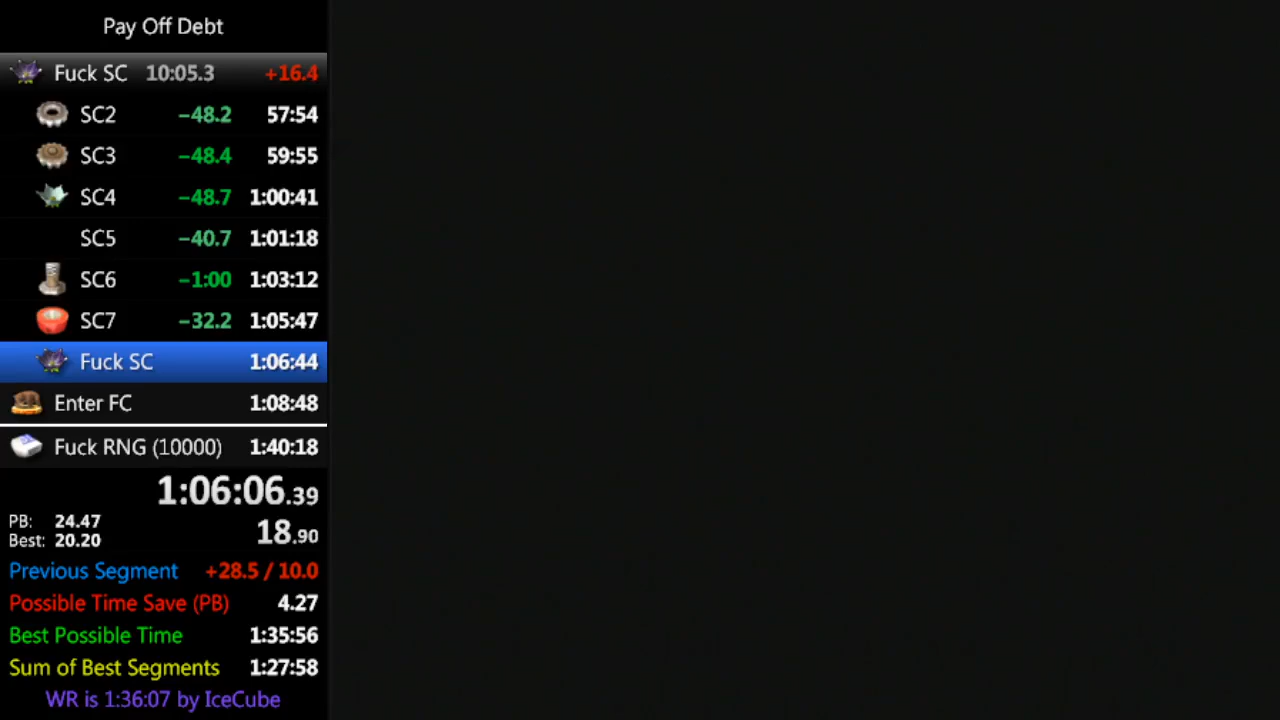 Pay Off Debt
Fuck SC 10:05.3 +16.4
SC2 −48.2 57:54
SC3 −48.4 59:55
SC4 −48.7 1:00:41
SC5 −40.7 1:01:18
SC6 −1:00 1:03:12
SC7 −32.2 1:05:47
Fuck SC 1:06:44
Enter FC 1:08:48
Fuck RNG (10000) 1:40:18
1:06:06.39
PB: 24.47
Best: 20.20 18.90
Previous Segment +28.5 / 10.0
Possible Time Save (PB) 4.27
Best Possible Time 1:35:56
Sum of Best Segments 1:27:58
WR is 1:36:07 by IceCube